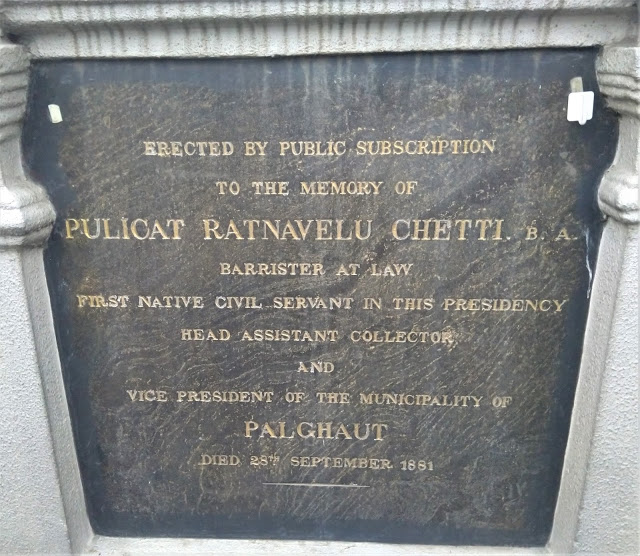 ERECTED BY PUBLIC SUBSCRIPTION
TO THE MEMORY OF
PULICAT RATNAVELU CHETTI. B. A.
BARRISTER AT LAW
FIRST NATIVE CIVIL SERVANT IN THIS PRESIDENCY
HEAD ASSISTANT COLLECTOR
AND
VICE PRESIDENT OF THE MUNICIPALITY OF
PALGHAUT
DIED 28TH SEPTEMBER 1881